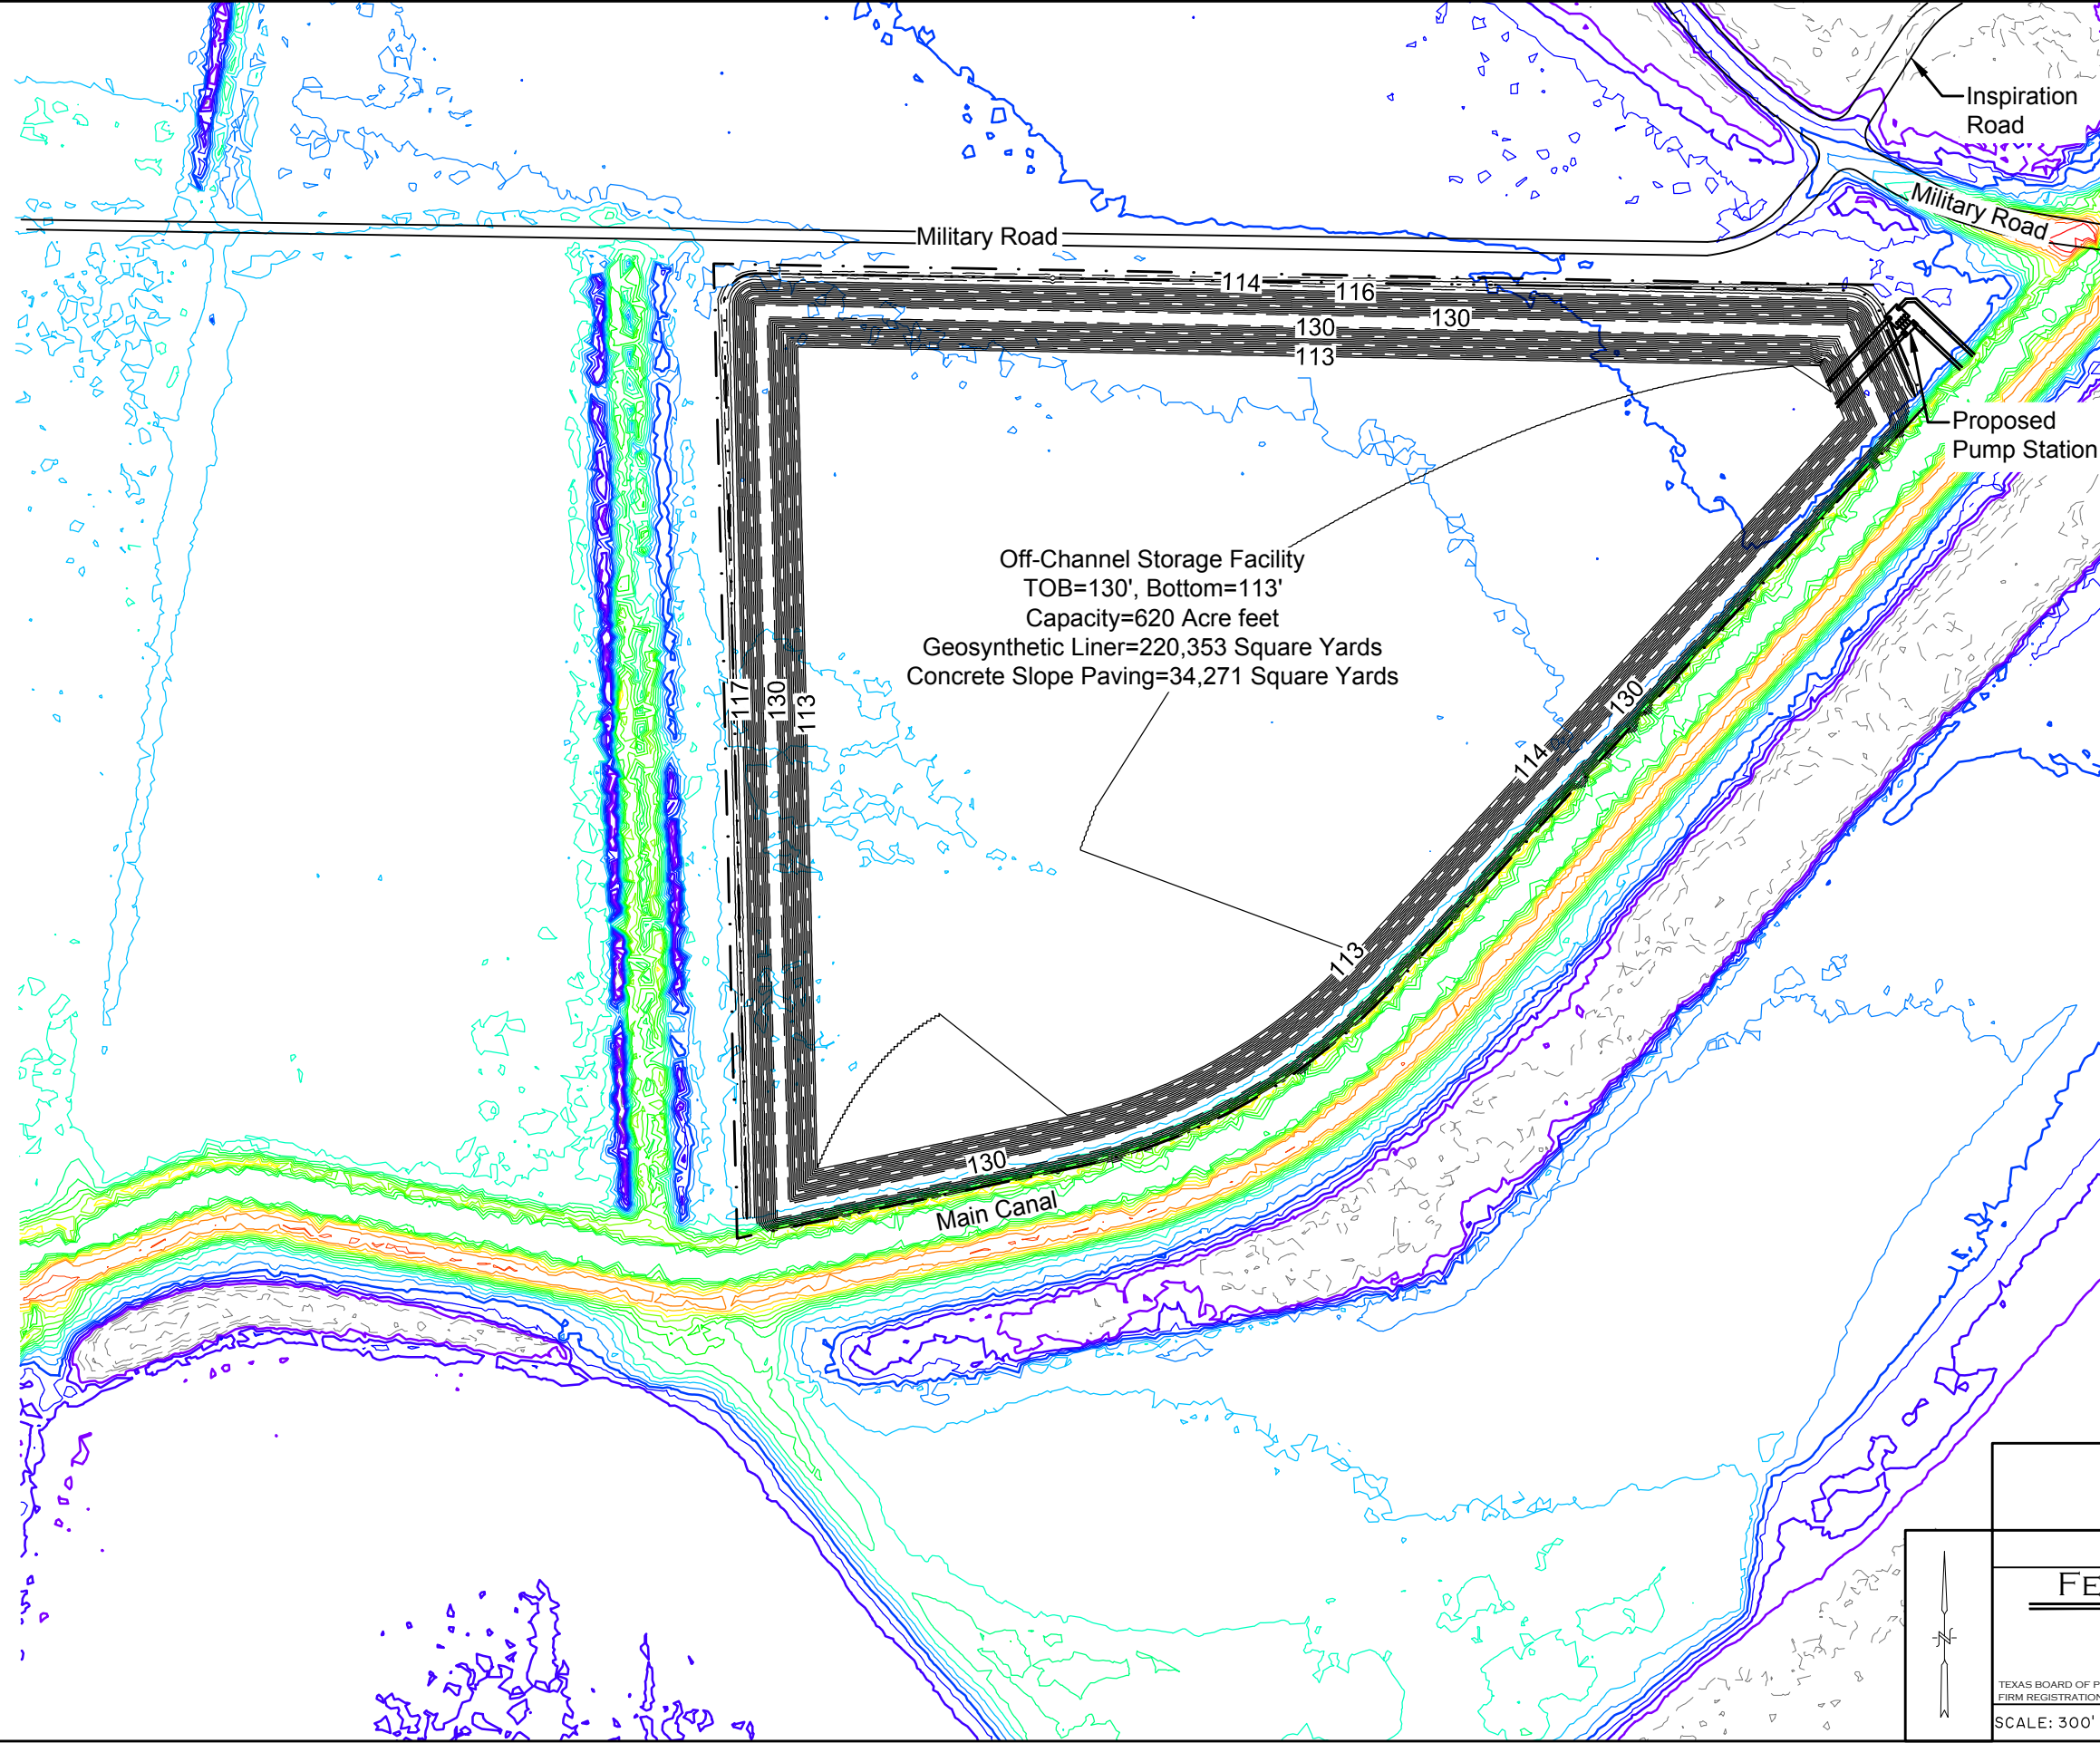 Inspiration
Road
Military Road
Military Road
114
116
130
130
113
Proposed
Pump Station
Off-Channel Storage Facility
TOB=130', Bottom=113'
Capacity=620 Acre feet
Geosynthetic Liner=220,353 Square Yards
Concrete Slope Paving=34,271 Square Yards
117
130
113
130
114
113
130
Main Canal
N
TEXAS BOARD OF
FIRM REGISTRATION
SCALE: 300'